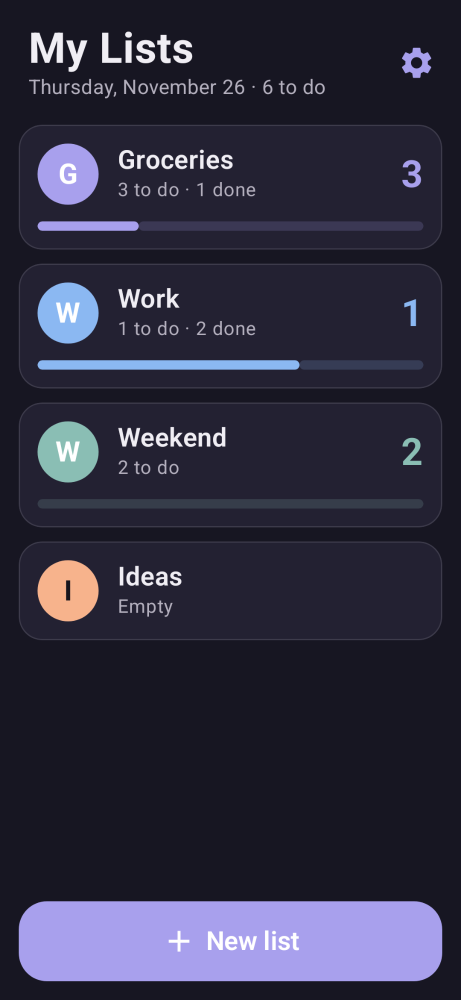 My Lists
Thursday, November 26 · 6 to do
G
Groceries
3 to do · 1 done
3
W
Work
1 to do · 2 done
1
W
Weekend
2 to do
2
I
Ideas
Empty
+ New list